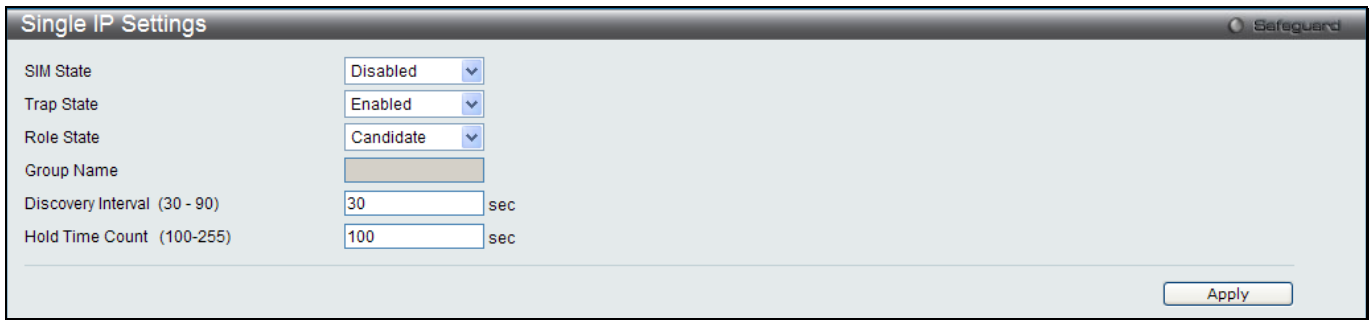 Single IP Settings Safeguard
SIM State Disabled
Trap State Enabled
Role State Candidate
Group Name
Discovery Interval (30 - 90) 30 sec
Hold Time Count (100-255) 100 sec
Apply